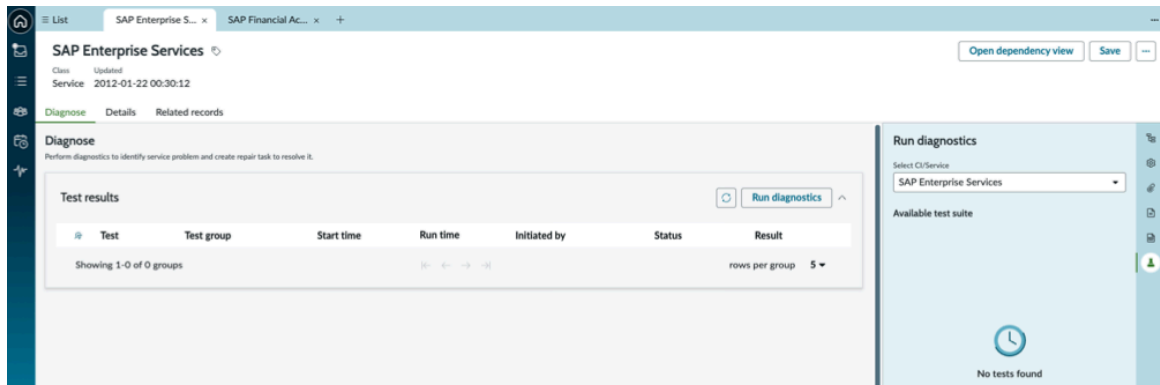 List
SAP Enterprise S... ×
SAP Financial Ac... ×
+
SAP Enterprise Services
Open dependency view
Save
Class Updated
Service 2012-01-22 00:30:12
Diagnose Details Related records
Diagnose
Perform diagnostics to identify service problem and create repair task to resolve it.
Test results
Run diagnostics
Test Test group Start time Run time Initiated by Status Result
Showing 1-0 of 0 groups
rows per group 5
Run diagnostics
Select CI/Service
SAP Enterprise Services
Available test suite
No tests found